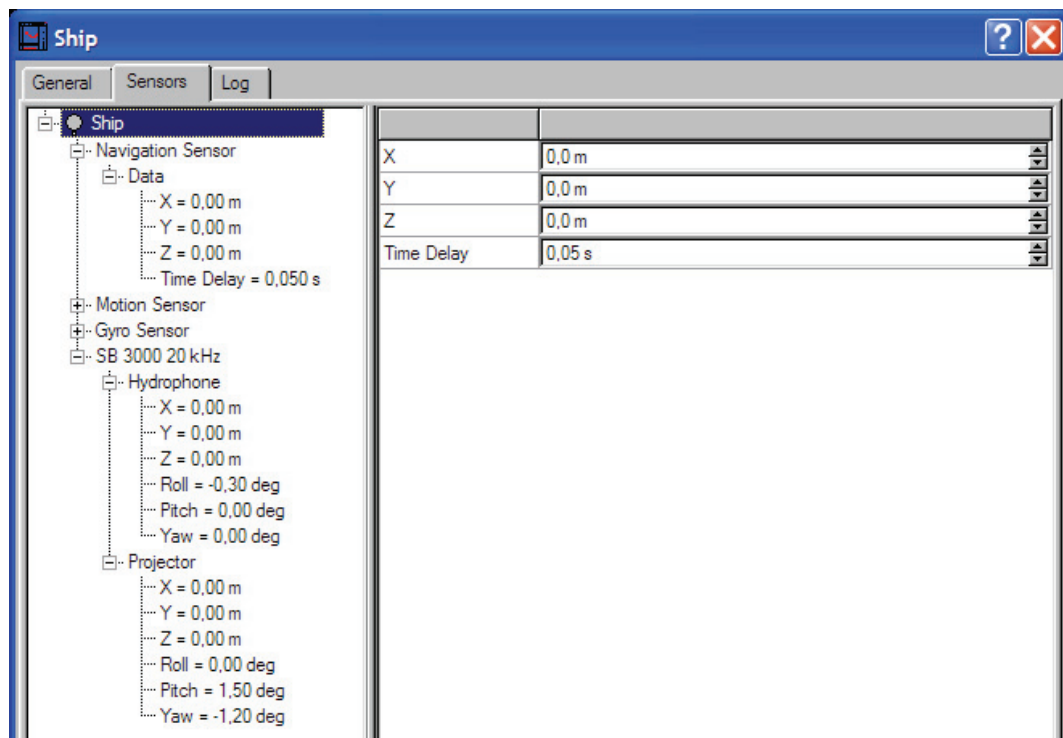 Ship
General Sensors Log
Ship
Navigation Sensor
Data
X = 0,00 m
Y = 0,00 m
Z = 0,00 m
Time Delay = 0,050 s
Motion Sensor
Gyro Sensor
SB 3000 20 kHz
Hydrophone
X = 0,00 m
Y = 0,00 m
Z = 0,00 m
Roll = -0,30 deg
Pitch = 0,00 deg
Yaw = 0,00 deg
Projector
X = 0,00 m
Y = 0,00 m
Z = 0,00 m
Roll = 0,00 deg
Pitch = 1,50 deg
Yaw = -1,20 deg
X 0,0 m
Y 0,0 m
Z 0,0 m
Time Delay 0,05 s